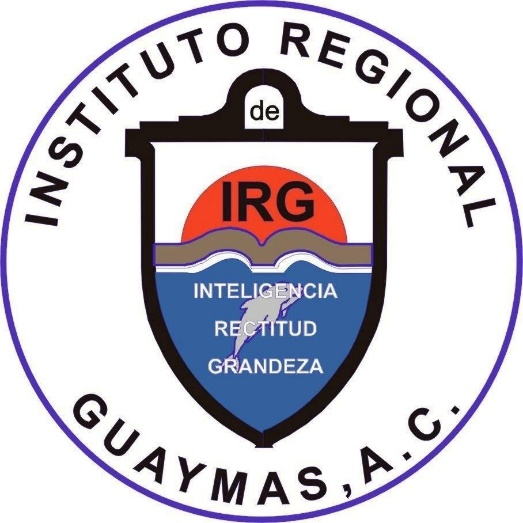 INSTITUTO REGIONAL
de
IRG
INTELIGENCIA
RECTITUD
GRANDEZA
GUAYMAS, A.C.